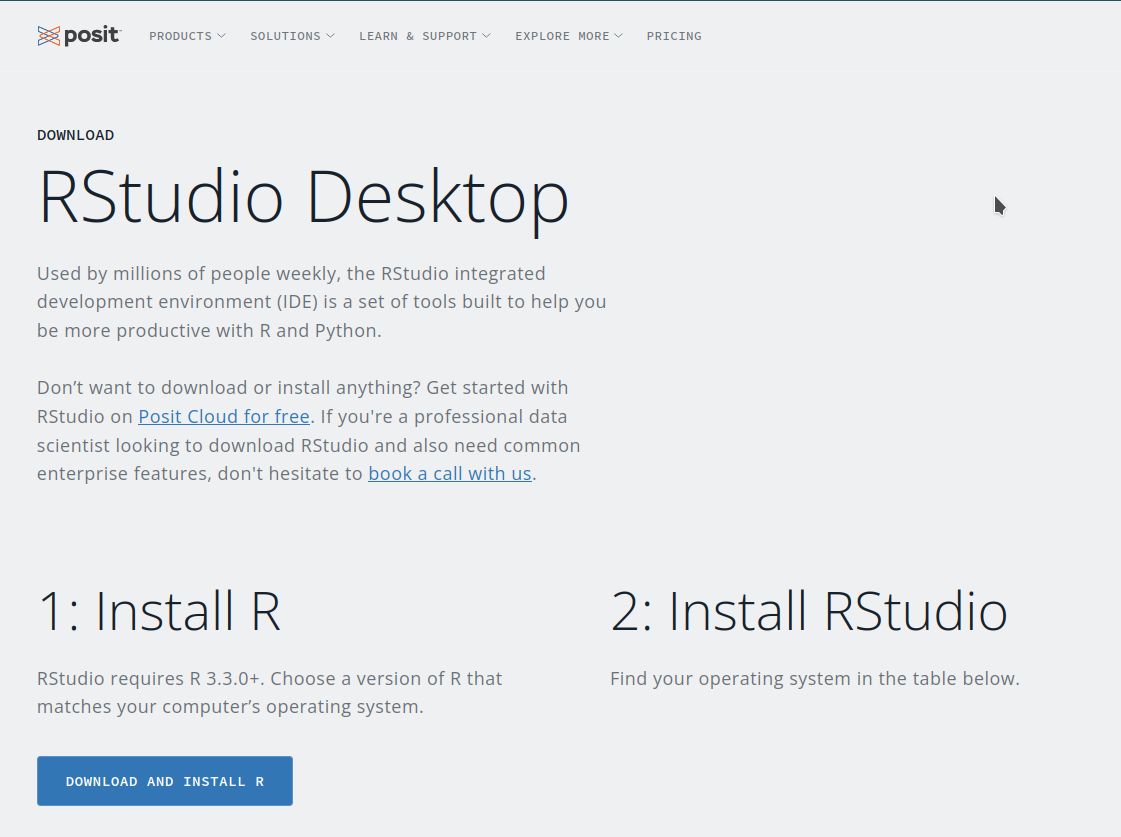 posit PRODUCTS SOLUTIONS LEARN & SUPPORT EXPLORE MORE PRICING
DOWNLOAD
RStudio Desktop
Used by millions of people weekly, the RStudio integrated
development environment (IDE) is a set of tools built to help you
be more productive with R and Python.
Don’t want to download or install anything? Get started with
RStudio on Posit Cloud for free. If you're a professional data
scientist looking to download RStudio and also need common
enterprise features, don't hesitate to book a call with us.
1: Install R
RStudio requires R 3.3.0+. Choose a version of R that
matches your computer’s operating system.
DOWNLOAD AND INSTALL R
2: Install RStudio
Find your operating system in the table below.